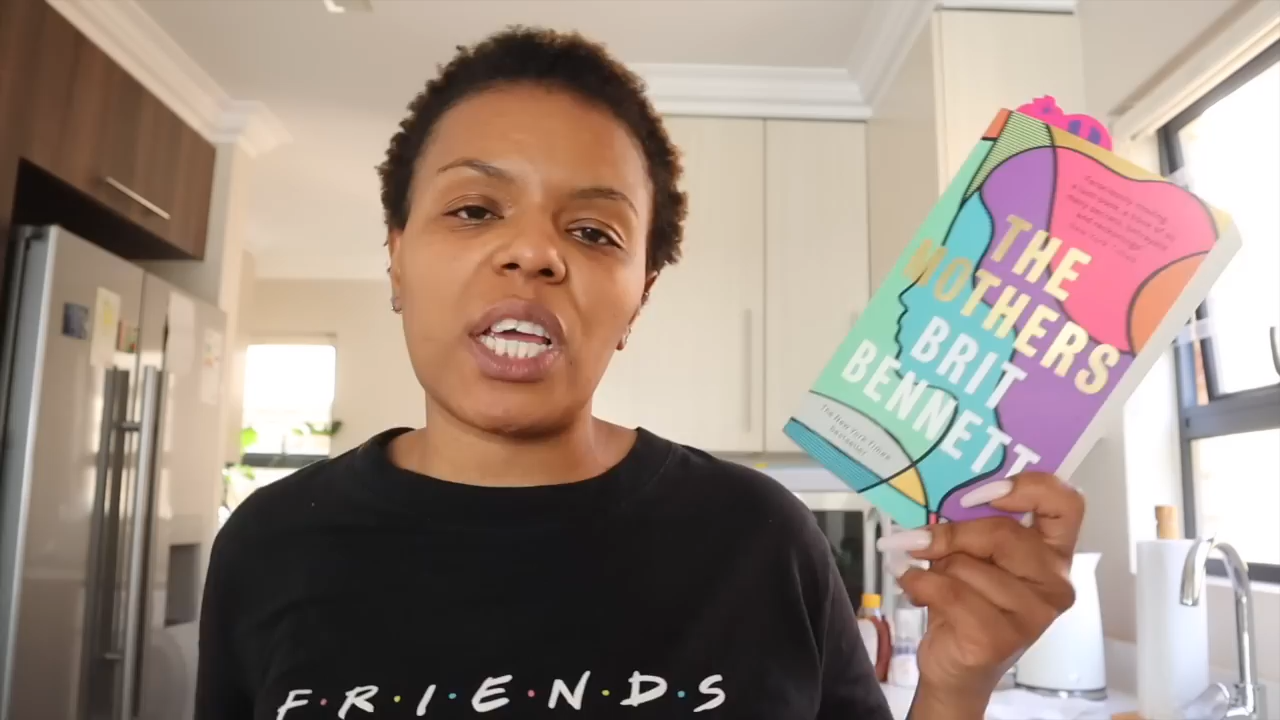 THE
MOTHERS
BRIT
BENNETT
The New York Times
bestseller
F·R·I·E·N·D·S